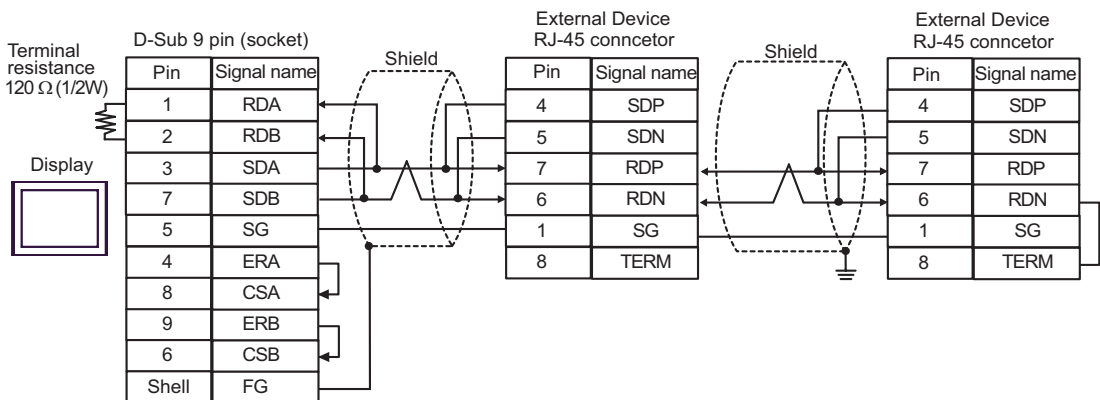 Terminal
resistance
120 Ω (1/2W)
Display
D-Sub 9 pin (socket)
Pin Signal name
1 RDA
2 RDB
3 SDA
7 SDB
5 SG
4 ERA
8 CSA
9 ERB
6 CSB
Shell FG
Shield
External Device
RJ-45 conncetor
Pin Signal name
4 SDP
5 SDN
7 RDP
6 RDN
1 SG
8 TERM
Shield
External Device
RJ-45 conncetor
Pin Signal name
4 SDP
5 SDN
7 RDP
6 RDN
1 SG
8 TERM